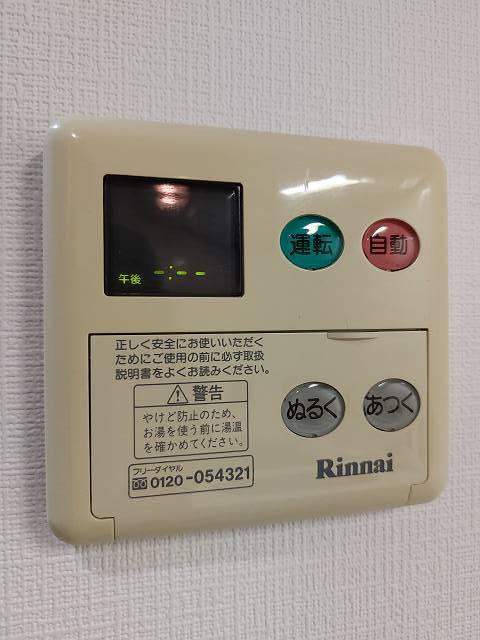 午後 -:--
運転
自動
正しく安全にお使いいただく
ためにご使用の前に必ず取扱
説明書をよくお読みください。
警告
やけど防止のため、
お湯を使う前に湯温
を確かめてください。
フリーダイヤル
0120-054321
ぬるく
あつく
Rinnai